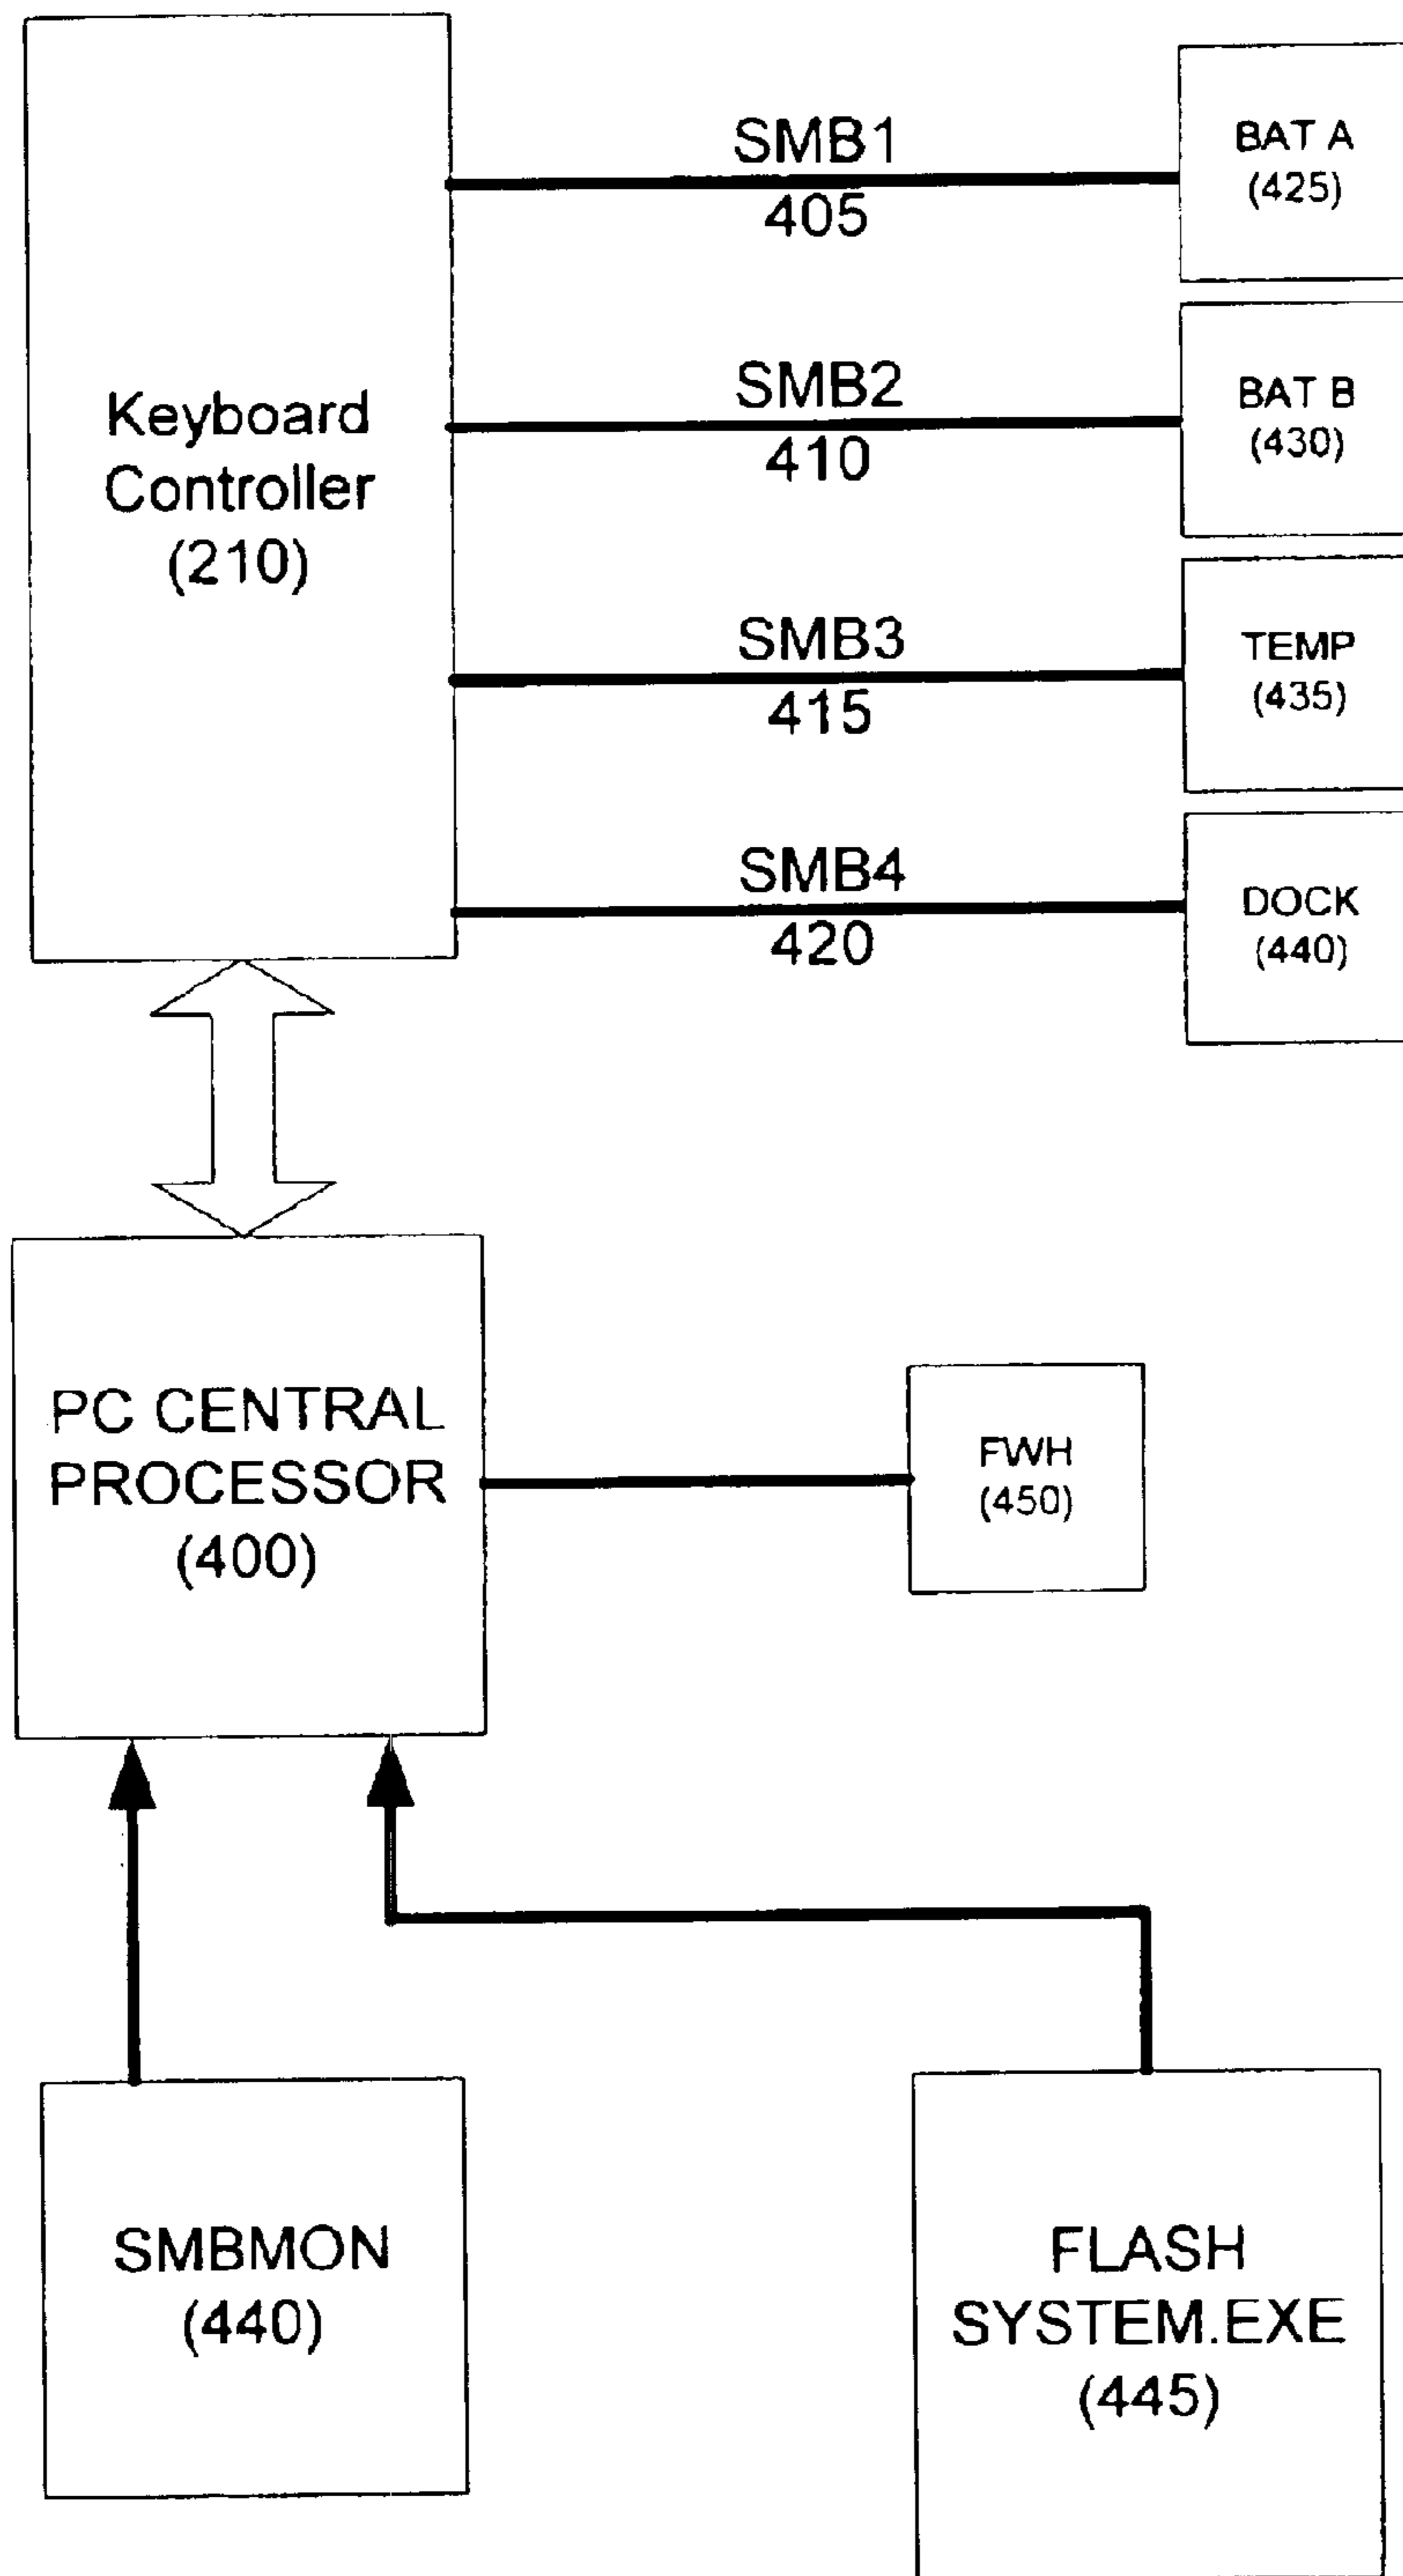 Keyboard
Controller
(210)
SMB1
405
BAT A
(425)
SMB2
410
BAT B
(430)
SMB3
415
TEMP
(435)
SMB4
420
DOCK
(440)
PC CENTRAL
PROCESSOR
(400)
FWH
(450)
SMBMON
(440)
FLASH
SYSTEM.EXE
(445)